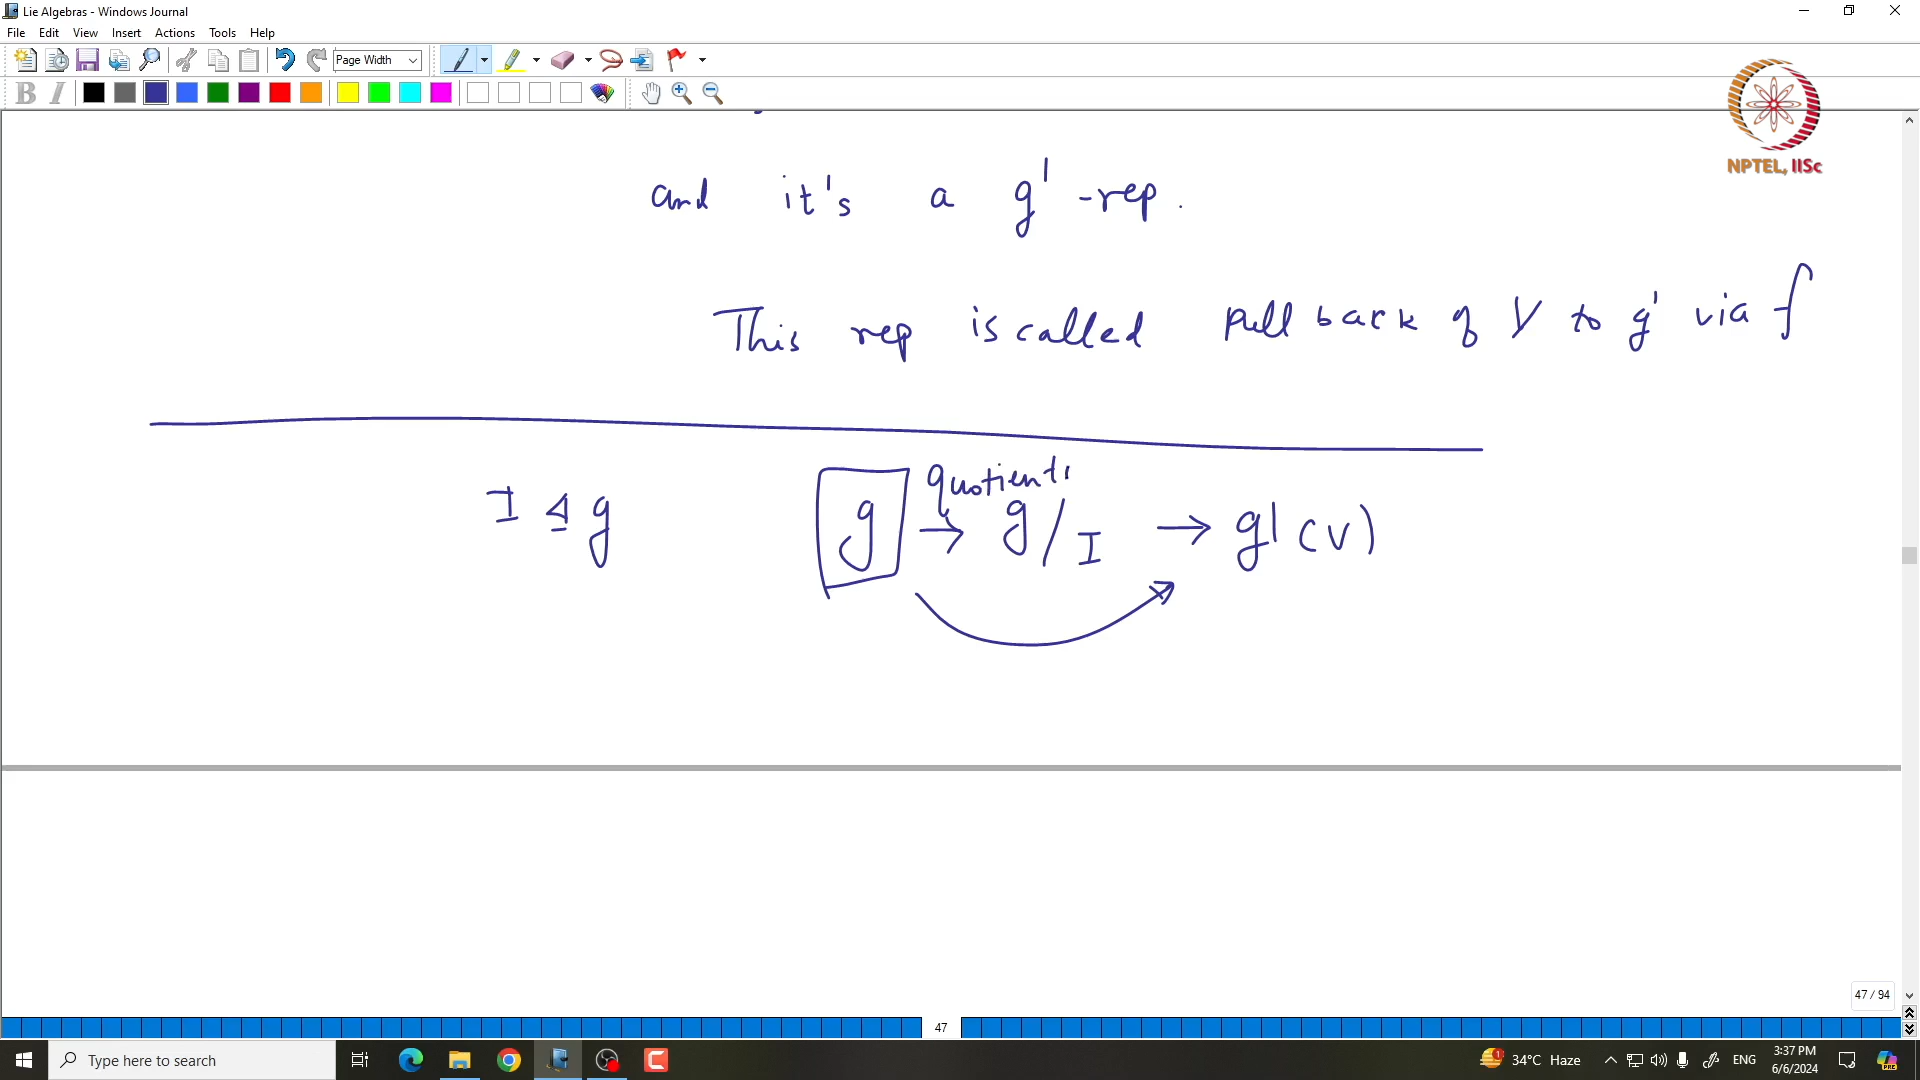 Lie Algebras - Windows Journal
File Edit View Insert Actions Tools Help
Page Width
B I
NPTEL, IISc
and it's a g' -rep.
This rep is called pull back of V to g' via f
I ⊴ g
g → g/I → gl(V)
quotient
47 / 94
47
Type here to search
1
34°C Haze
ENG
3:37 PM
6/6/2024
PRE